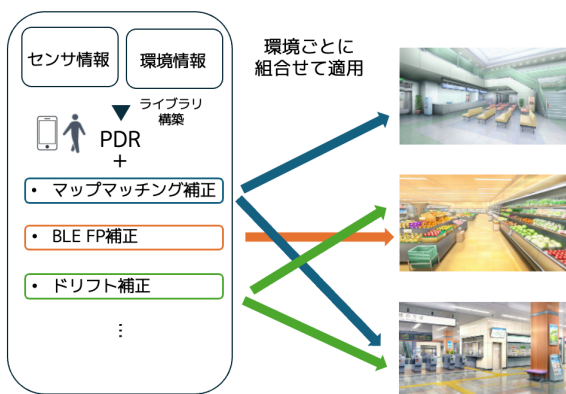 センサ情報
環境情報
ライブラリ
構築
PDR
+
• マップマッチング補正
• BLE FP補正
• ドリフト補正
⋮
環境ごとに
組合せて適用